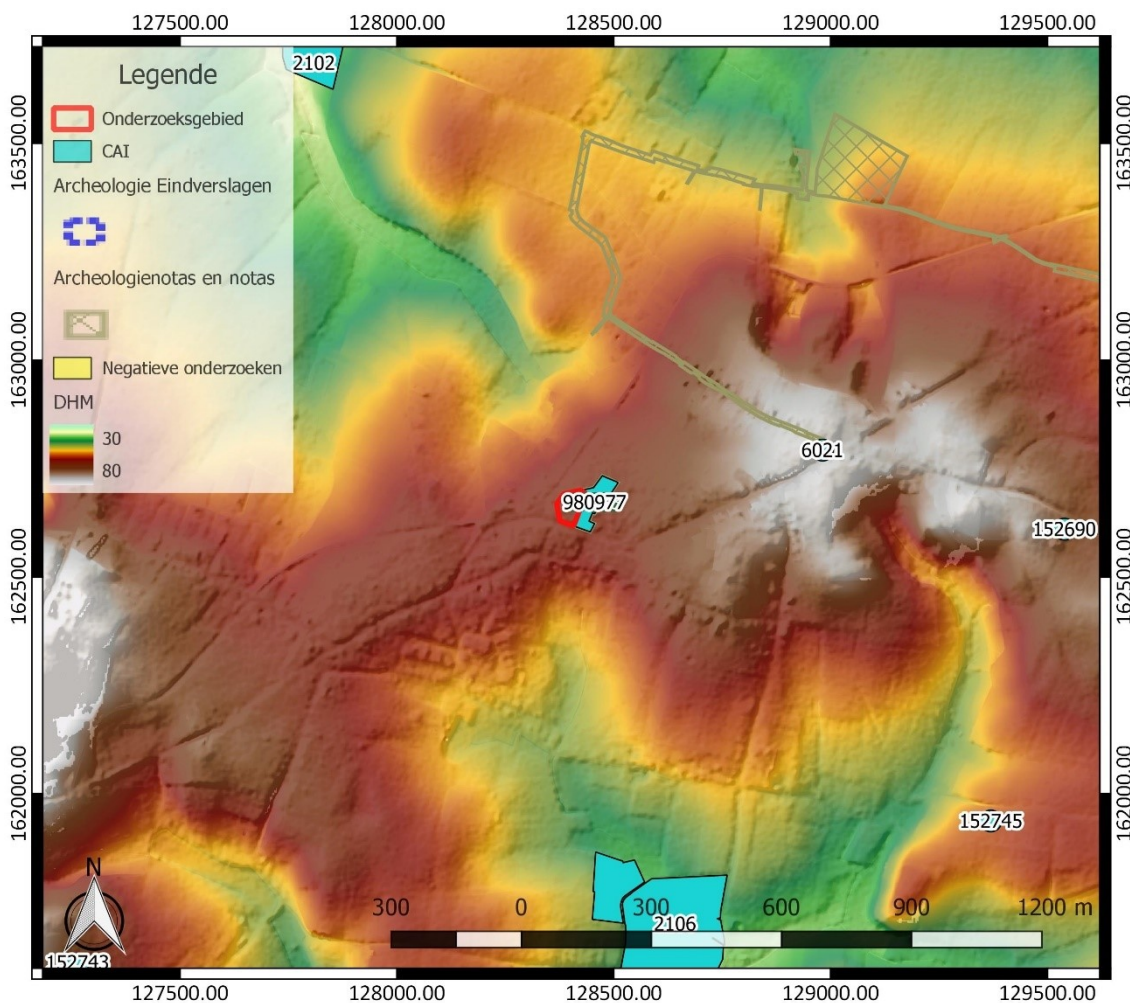 127500.00 128000.00 128500.00 129000.00 129500.00
2102
Legende
Onderzoeksgebied
CAI
Archeologie Eindverslagen
Archeologienotas en notas
Negatieve onderzoeken
DHM
30
80
163500.00 163500.00
163000.00 163000.00
6021
980977
152690
162500.00 162500.00
162000.00 162000.00
152745
N
300 0 300 600 900 1200 m
2106
152743
127500.00 128000.00 128500.00 129000.00 129500.00